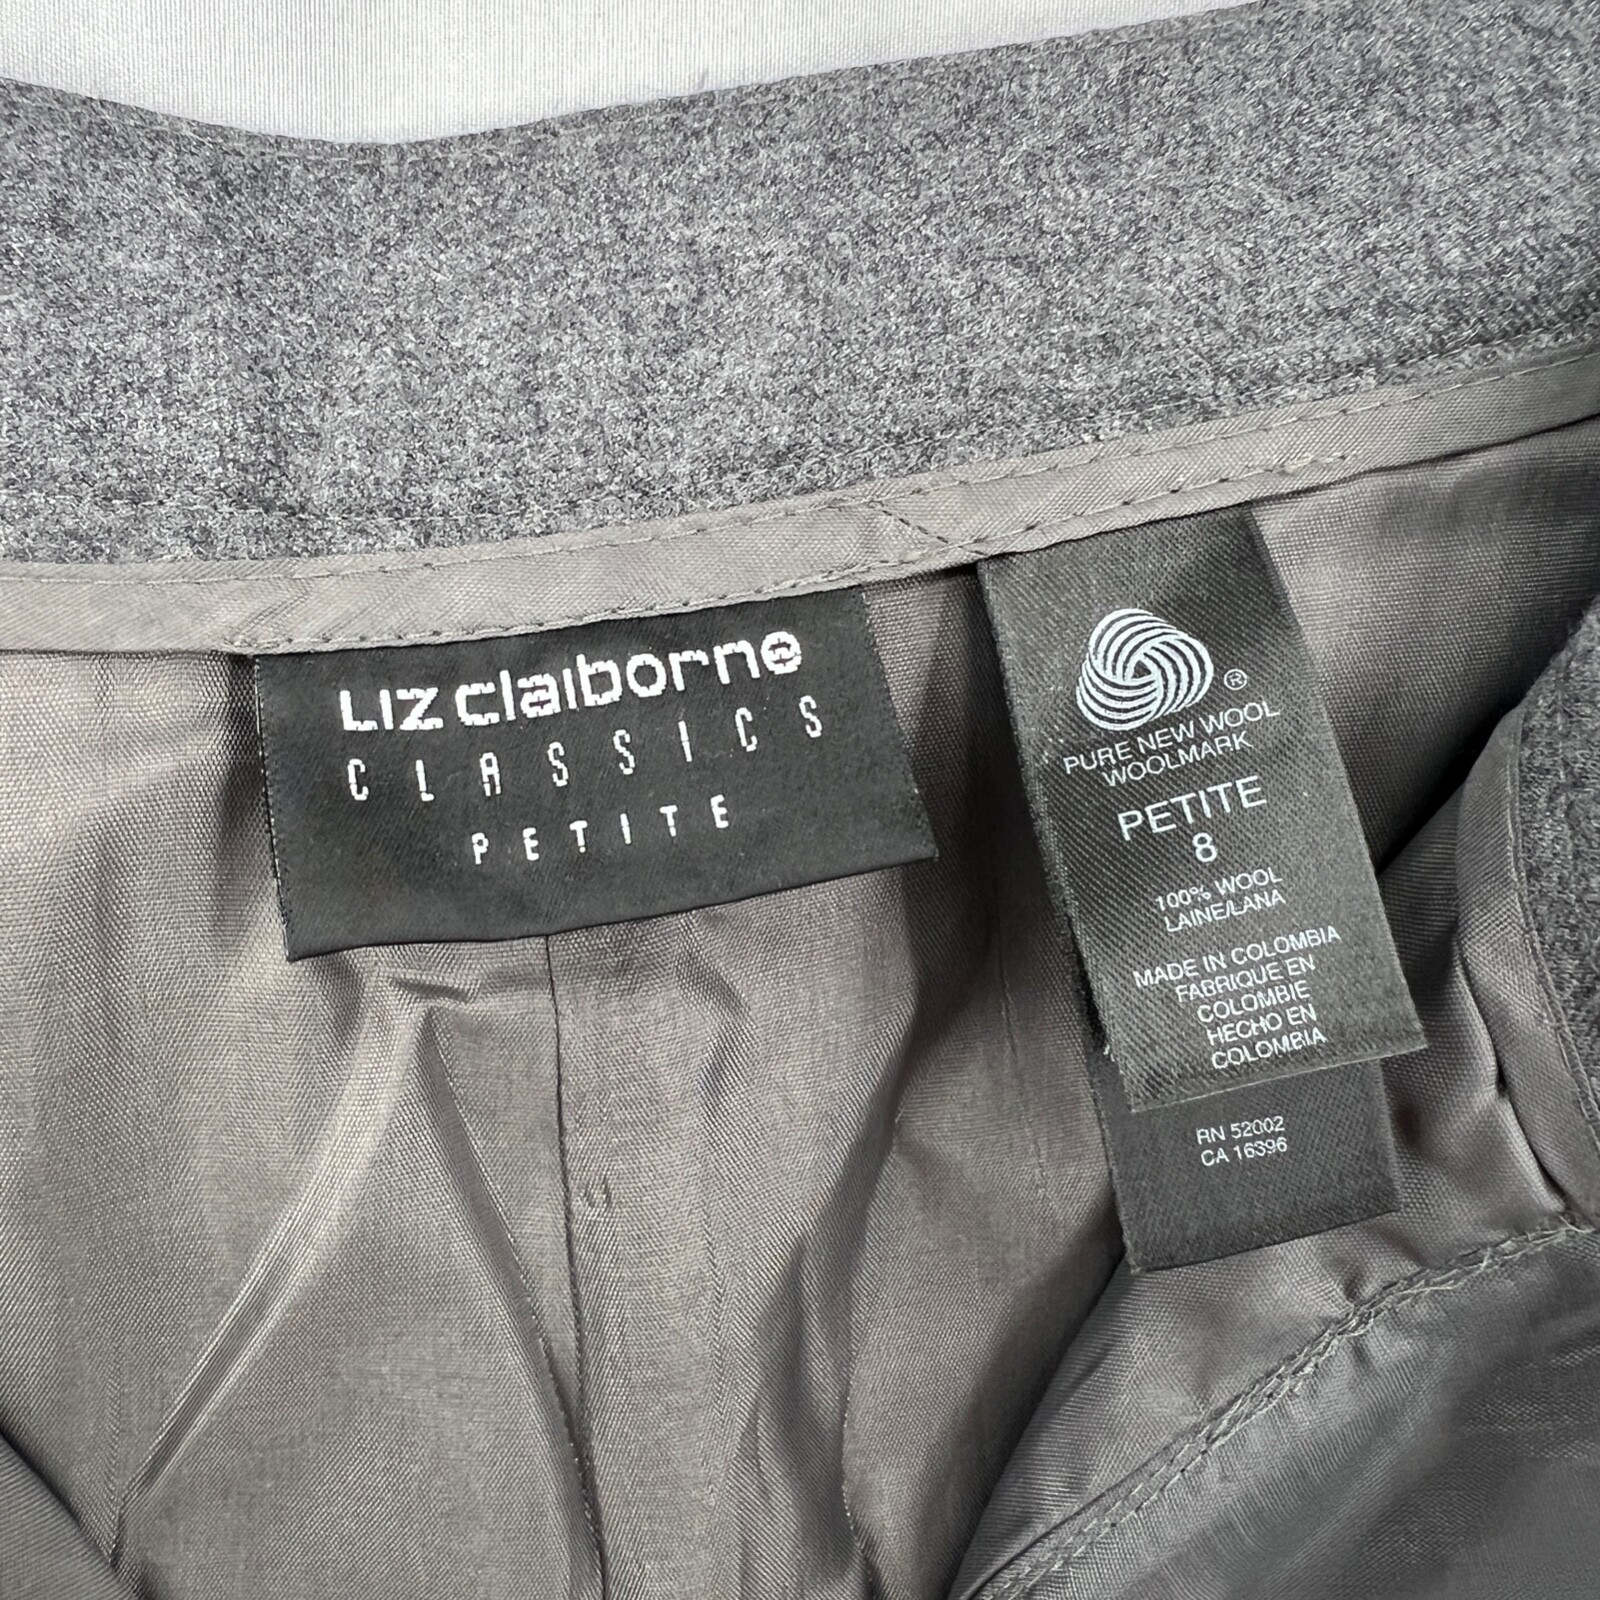 Liz claiborne
CLASSICS
PETITE
®
PURE NEW WOOL
WOOLMARK
PETITE
8
100% WOOL
LAINE/LANA
MADE IN COLOMBIA
FABRIQUE EN
COLOMBIE
HECHO EN
COLOMBIA
RN 52002
CA 16396